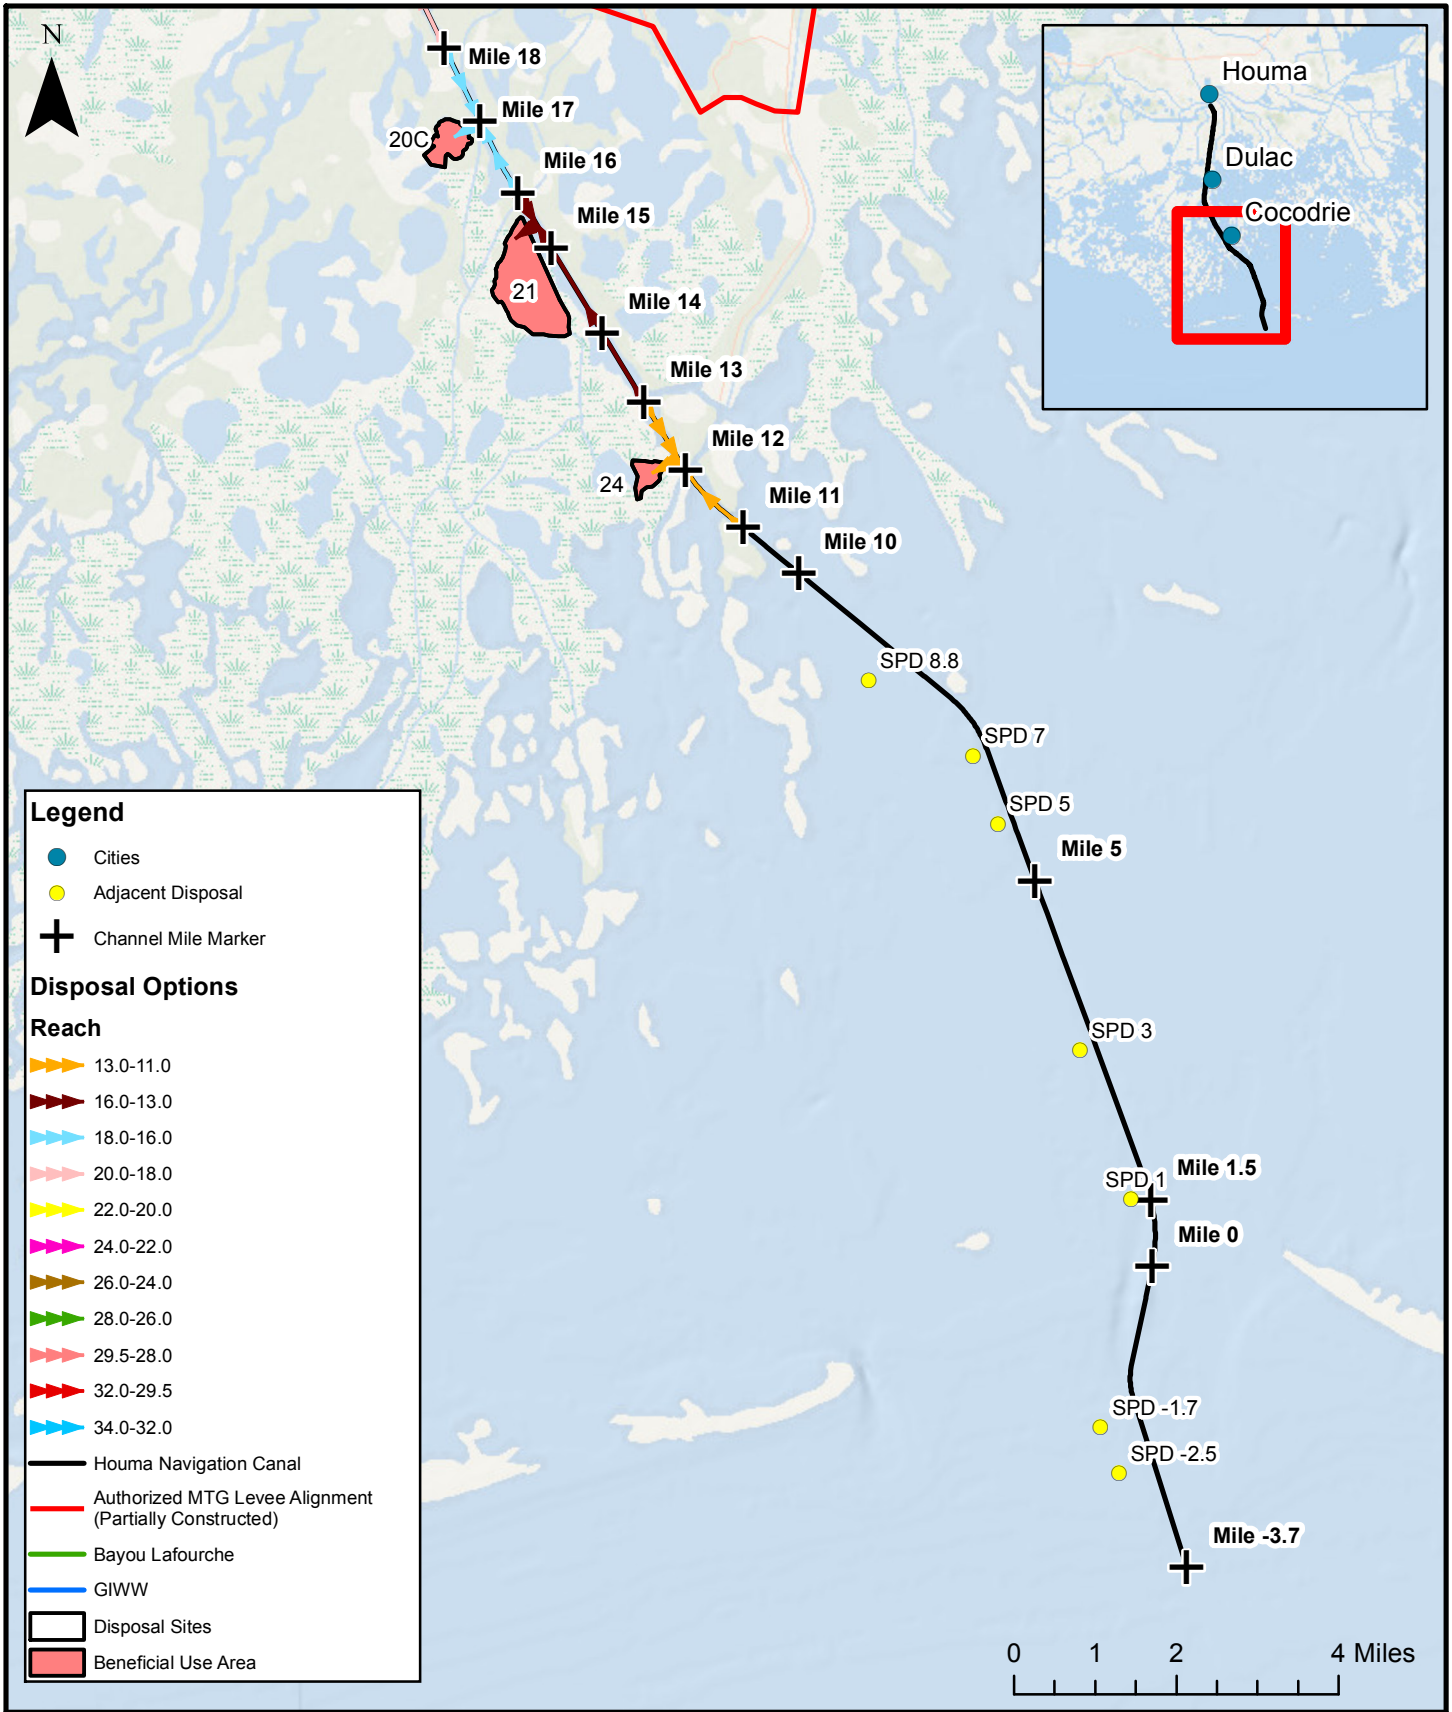 N
Mile 18
Mile 17
20C
Mile 16
Mile 15
21
Mile 14
Mile 13
Mile 12
24
Mile 11
Mile 10
SPD 8.8
SPD 7
SPD 5
Mile 5
SPD 3
Mile 1.5
SPD 1
Mile 0
SPD -1.7
SPD -2.5
Mile -3.7
Houma
Dulac
Cocodrie
Legend
Cities
Adjacent Disposal
Channel Mile Marker
Disposal Options
Reach
13.0-11.0
16.0-13.0
18.0-16.0
20.0-18.0
22.0-20.0
24.0-22.0
26.0-24.0
28.0-26.0
29.5-28.0
32.0-29.5
34.0-32.0
Houma Navigation Canal
Authorized MTG Levee Alignment
(Partially Constructed)
Bayou Lafourche
GIWW
Disposal Sites
Beneficial Use Area
0 1 2 4 Miles